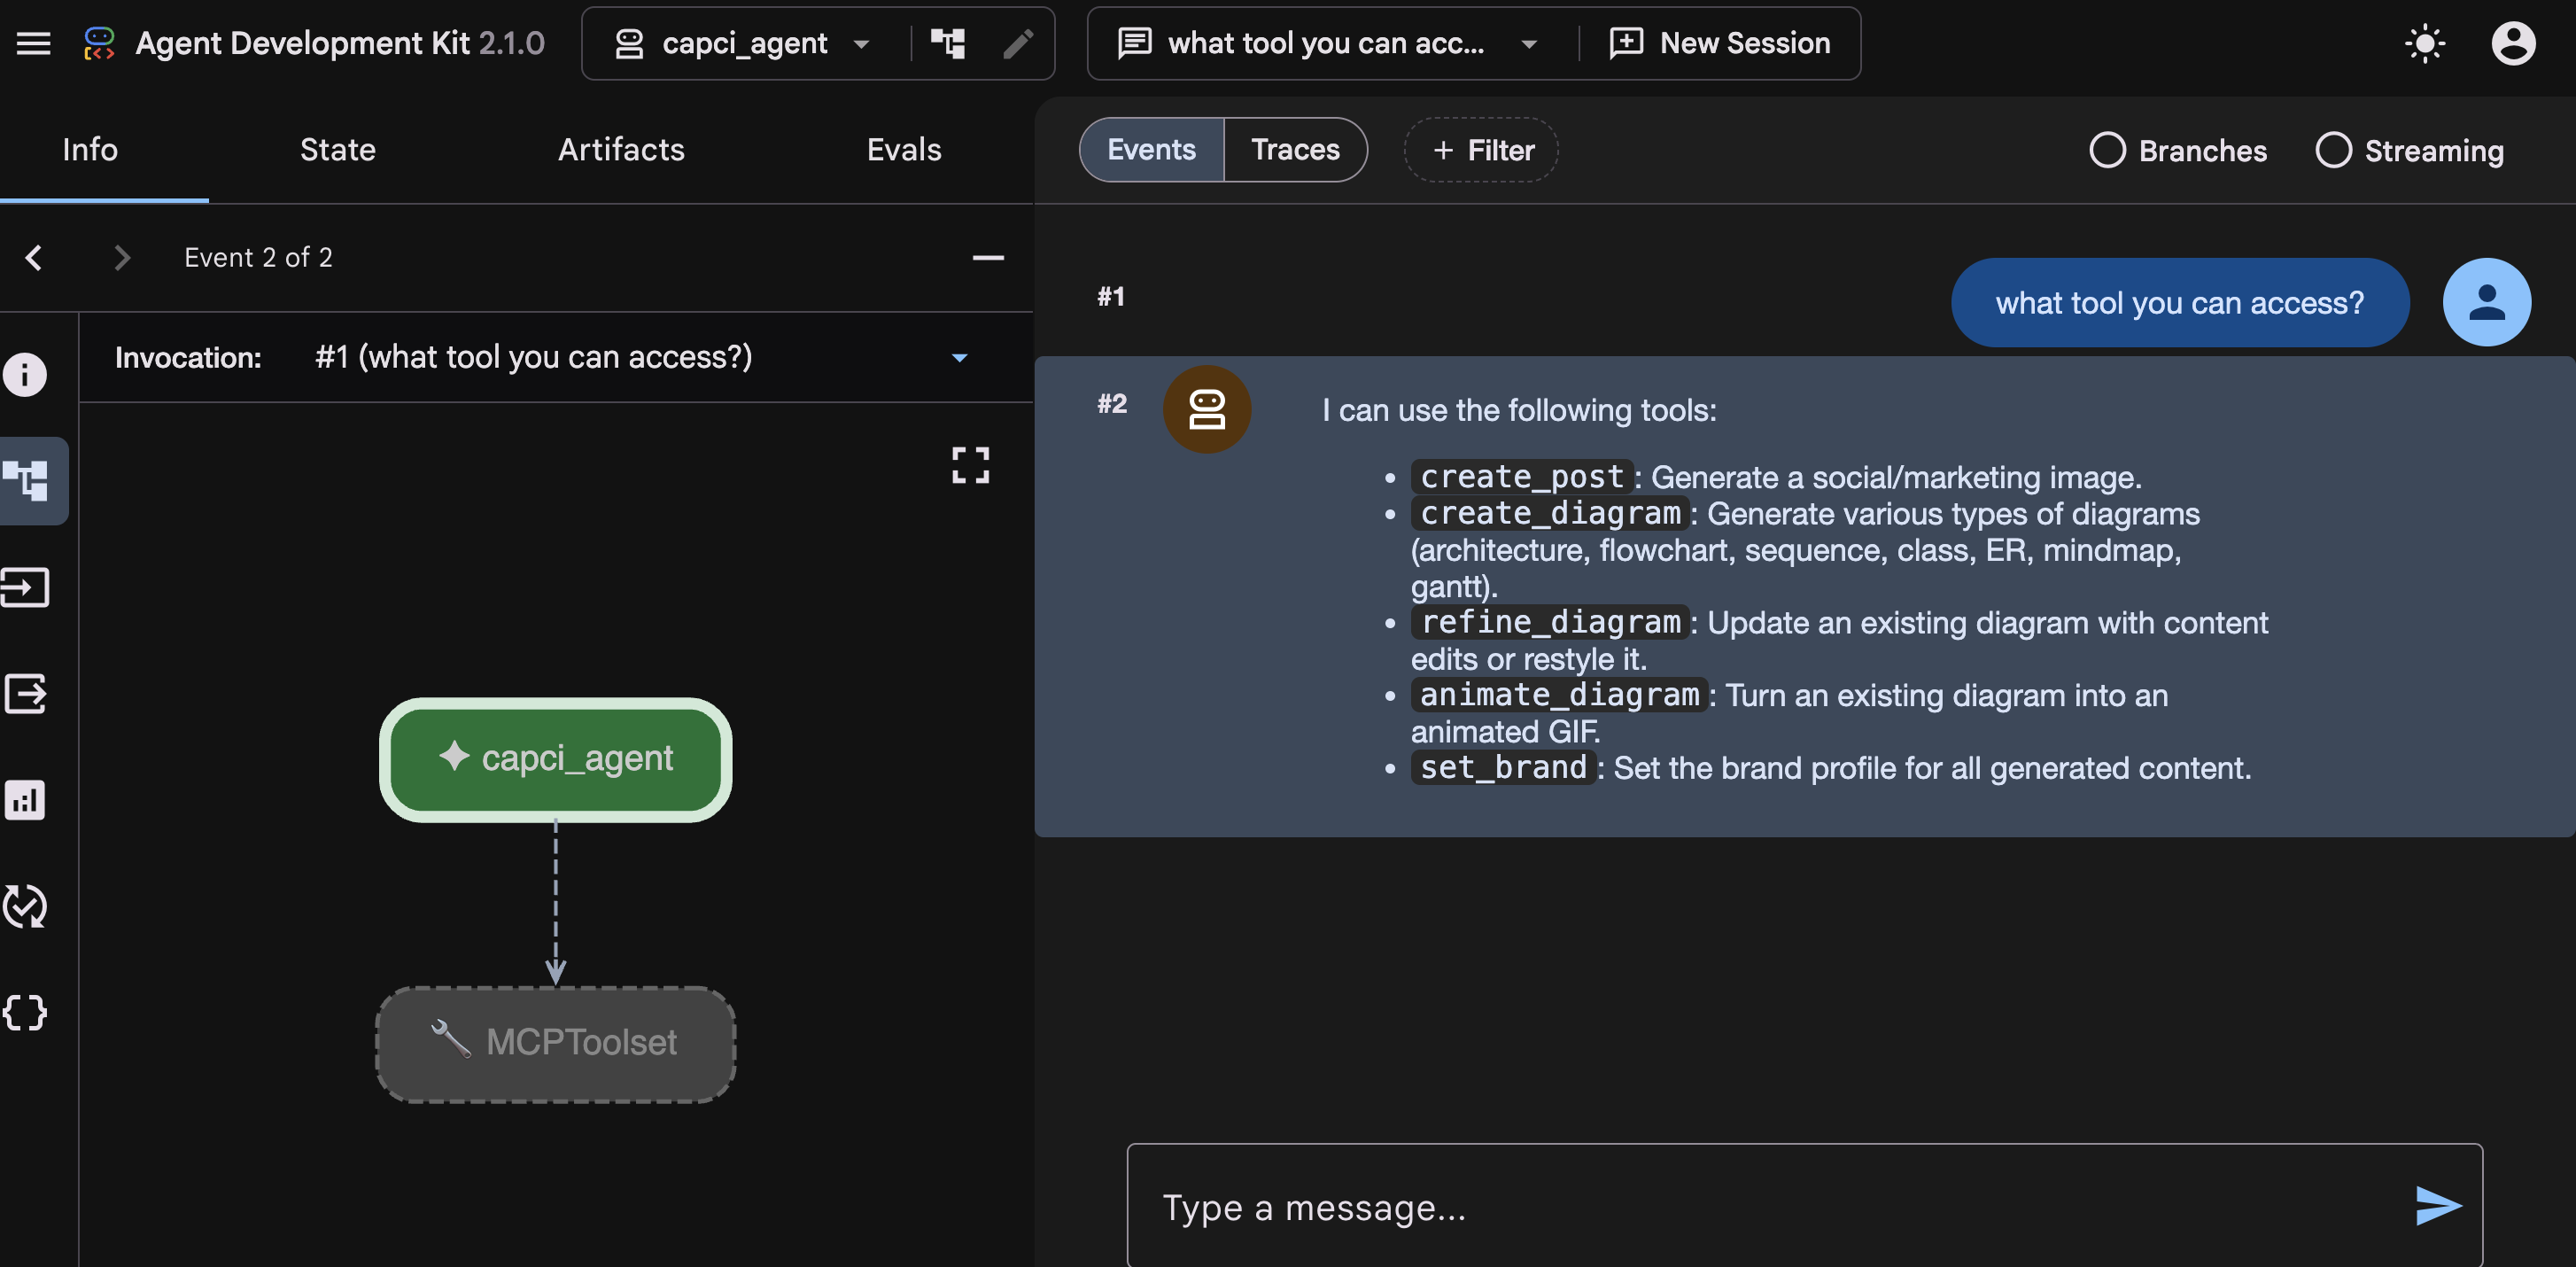 Agent Development Kit 2.1.0
capci_agent
what tool you can acc...
New Session
Info
State
Artifacts
Evals
Events
Traces
+ Filter
Branches
Streaming
Event 2 of 2
Invocation:
#1 (what tool you can access?)
capci_agent
MCPToolset
#1
what tool you can access?
#2
I can use the following tools:
• create_post: Generate a social/marketing image.
• create_diagram: Generate various types of diagrams
(architecture, flowchart, sequence, class, ER, mindmap,
gantt).
• refine_diagram: Update an existing diagram with content
edits or restyle it.
• animate_diagram: Turn an existing diagram into an
animated GIF.
• set_brand: Set the brand profile for all generated content.
Type a message...